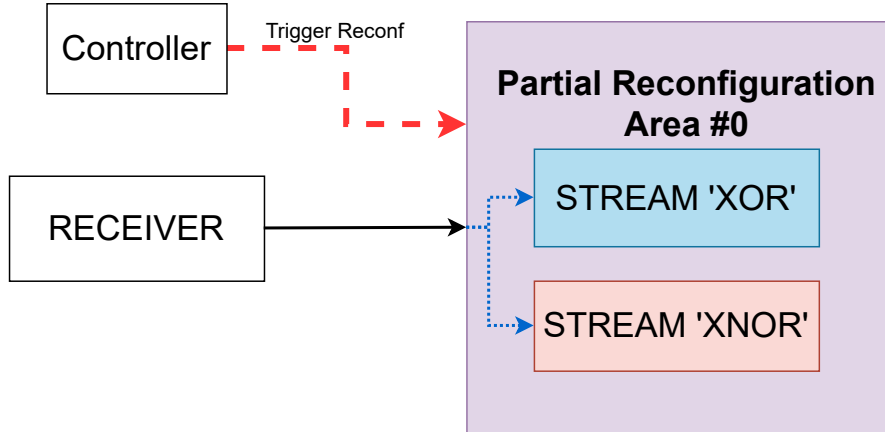 Controller
Trigger Reconf
Partial Reconfiguration
Area #0
RECEIVER
STREAM 'XOR'
STREAM 'XNOR'